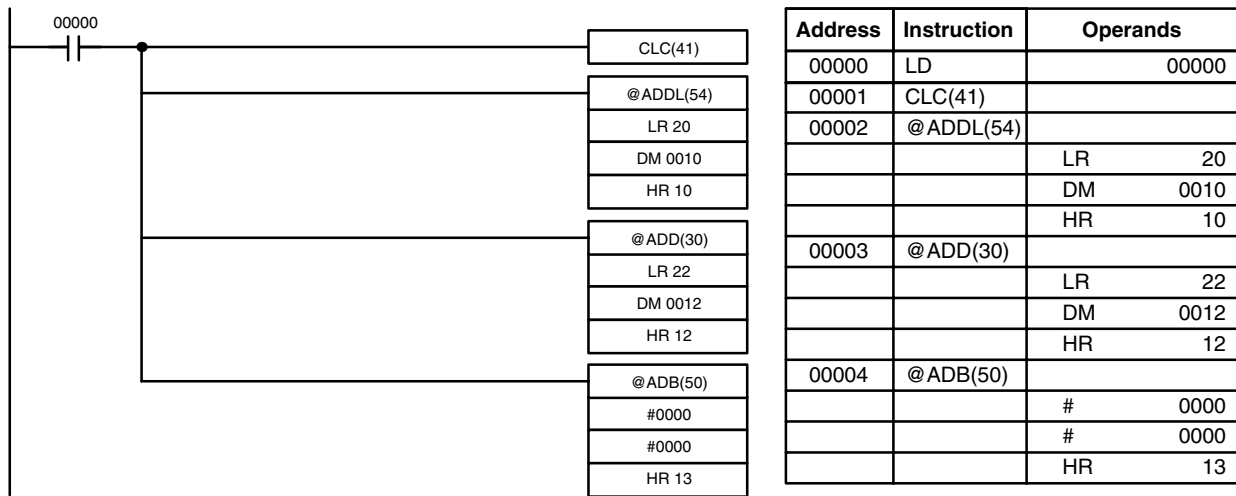 00000
CLC(41)
@ADDL(54)
LR 20
DM 0010
HR 10
@ADD(30)
LR 22
DM 0012
HR 12
@ADB(50)
#0000
#0000
HR 13
Address Instruction Operands
00000 LD 00000
00001 CLC(41)
00002 @ADDL(54)
LR 20
DM 0010
HR 10
00003 @ADD(30)
LR 22
DM 0012
HR 12
00004 @ADB(50)
# 0000
# 0000
HR 13